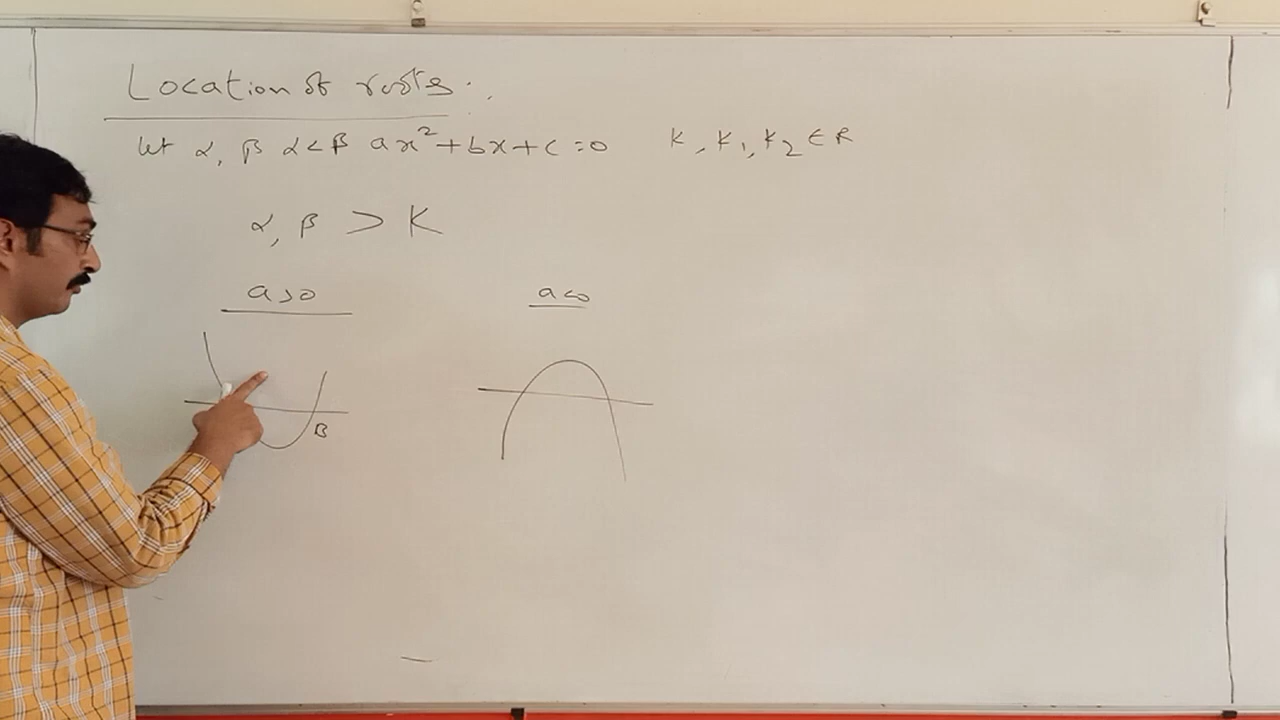 Location of roots.
let α, β α<β ax²+bx+c=0 K, K₁, K₂ ∈ R
α, β > K
a>0 a<0
β